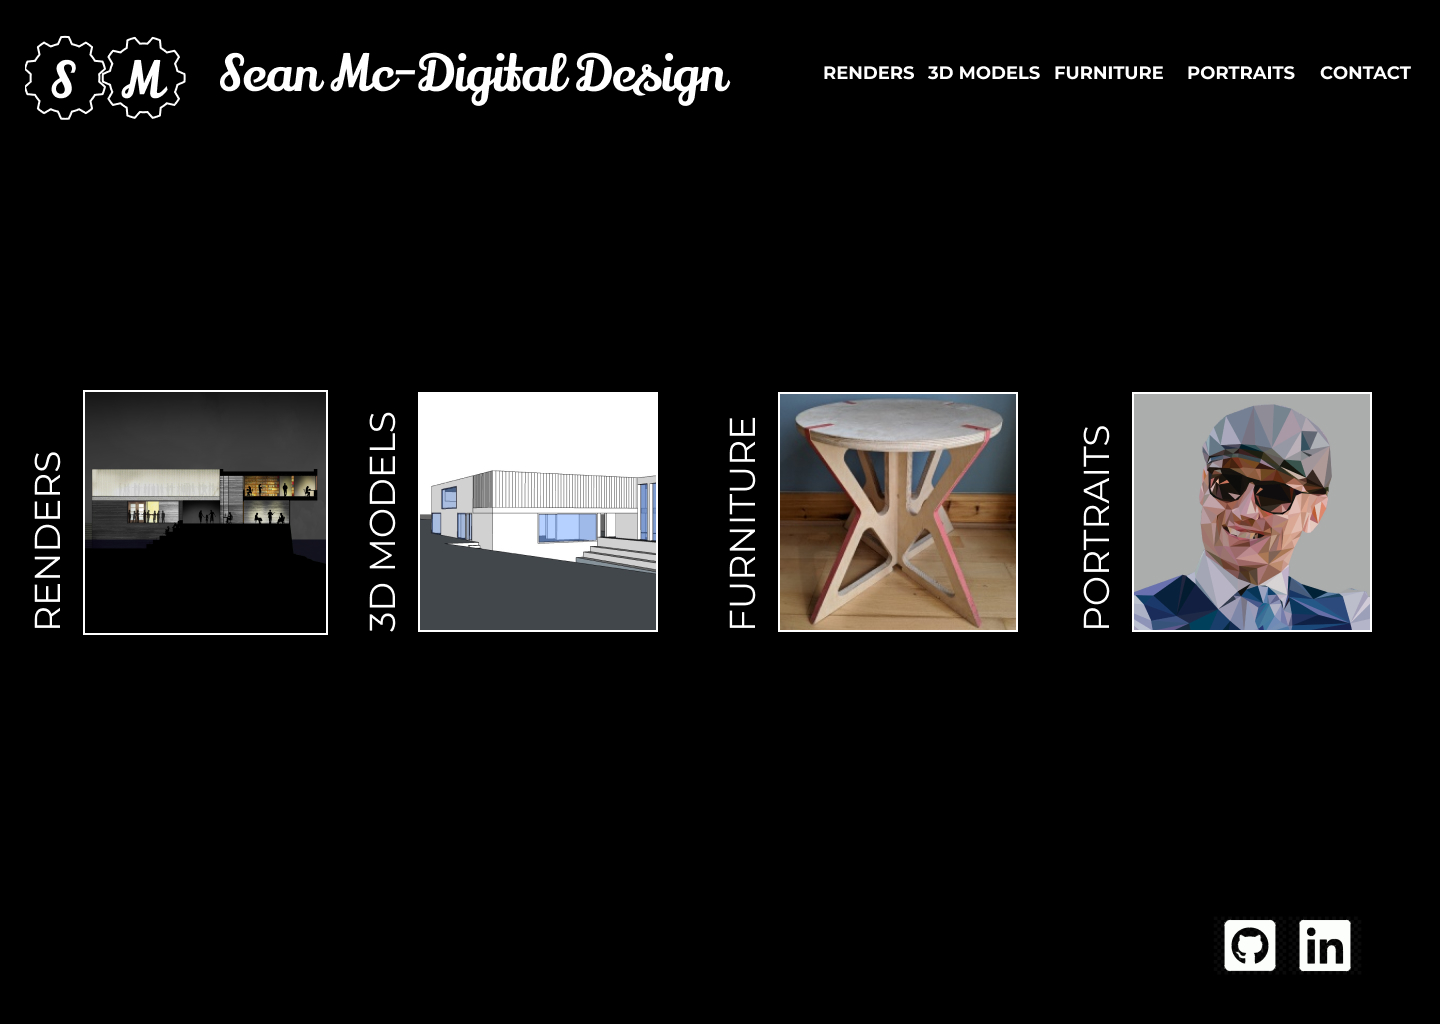 S M
Sean Mc-Digital Design
RENDERS
3D MODELS
FURNITURE
PORTRAITS
CONTACT
RENDERS
3D MODELS
FURNITURE
PORTRAITS
in